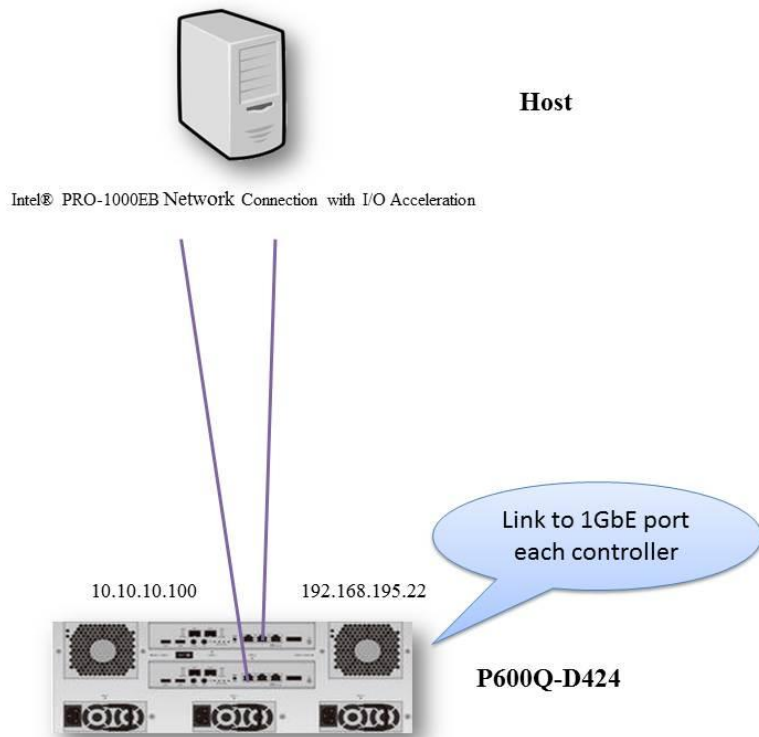 Host
Intel® PRO-1000EB Network Connection with I/O Acceleration
Link to 1GbE port
each controller
10.10.10.100 192.168.195.22
P600Q-D424